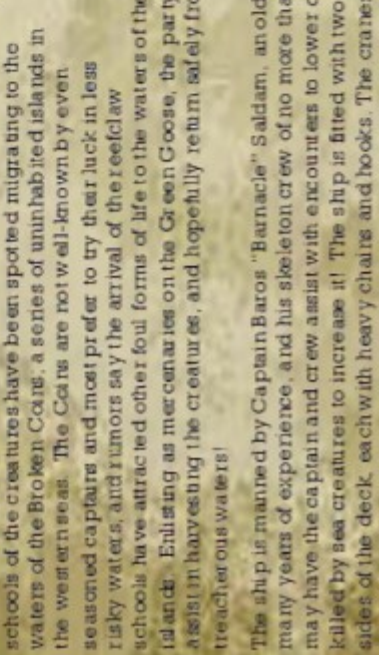 schools of the creatures have been spotted migrating to the
waters of the Broken Coins, a series of uninhabited islands in
the western seas. The Coins are not well-known by even
seasoned captains and most prefer to try their luck in less
risky waters, and rumors say the arrival of the reefclaw
schools have attracted other foul forms of life to the waters of the
islands. Enlisting as mercenaries on the Green Goose, the party
assist in harvesting the creatures, and hopefully return safely fro
treacherous waters!
The ship is manned by Captain Baros "Barnacle" Saldam, an old
many years of experience, and his skeleton crew of no more tha
may have the captain and crew assist with encounters to lower
killed by sea creatures to increase it! The ship is fitted with two
sides of the deck, each with heavy chains and hooks. The cranes